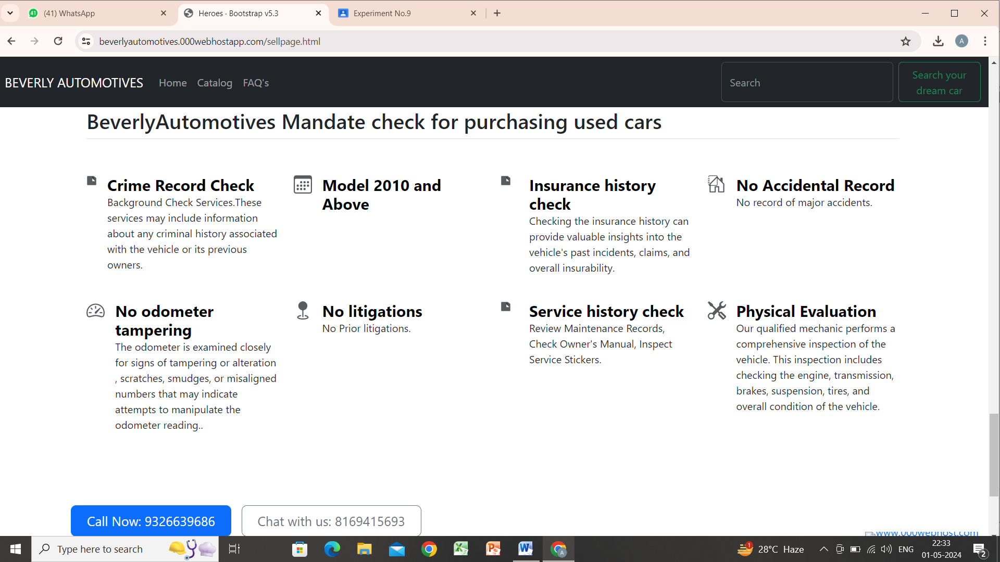 41
(41) WhatsApp
Heroes · Bootstrap v5.3
Experiment No.9
beverlyautomotives.000webhostapp.com/sellpage.html
A
BEVERLY AUTOMOTIVES
Home
Catalog
FAQ's
Search
Search your
dream car
BeverlyAutomotives Mandate check for purchasing used cars
Crime Record Check
Background Check Services.These
services may include information
about any criminal history associated
with the vehicle or its previous
owners.
Model 2010 and
Above
Insurance history
check
Checking the insurance history can
provide valuable insights into the
vehicle's past incidents, claims, and
overall insurability.
No Accidental Record
No record of major accidents.
No odometer
tampering
The odometer is examined closely
for signs of tampering or alteration
, scratches, smudges, or misaligned
numbers that may indicate
attempts to manipulate the
odometer reading..
No litigations
No Prior litigations.
Service history check
Review Maintenance Records,
Check Owner's Manual, Inspect
Service Stickers.
Physical Evaluation
Our qualified mechanic performs a
comprehensive inspection of the
vehicle. This inspection includes
checking the engine, transmission,
brakes, suspension, tires, and
overall condition of the vehicle.
Call Now: 9326639686
Chat with us: 8169415693
www.000webhost.com
Type here to search
1
28°C Haze
ENG
22:33
01-05-2024
2